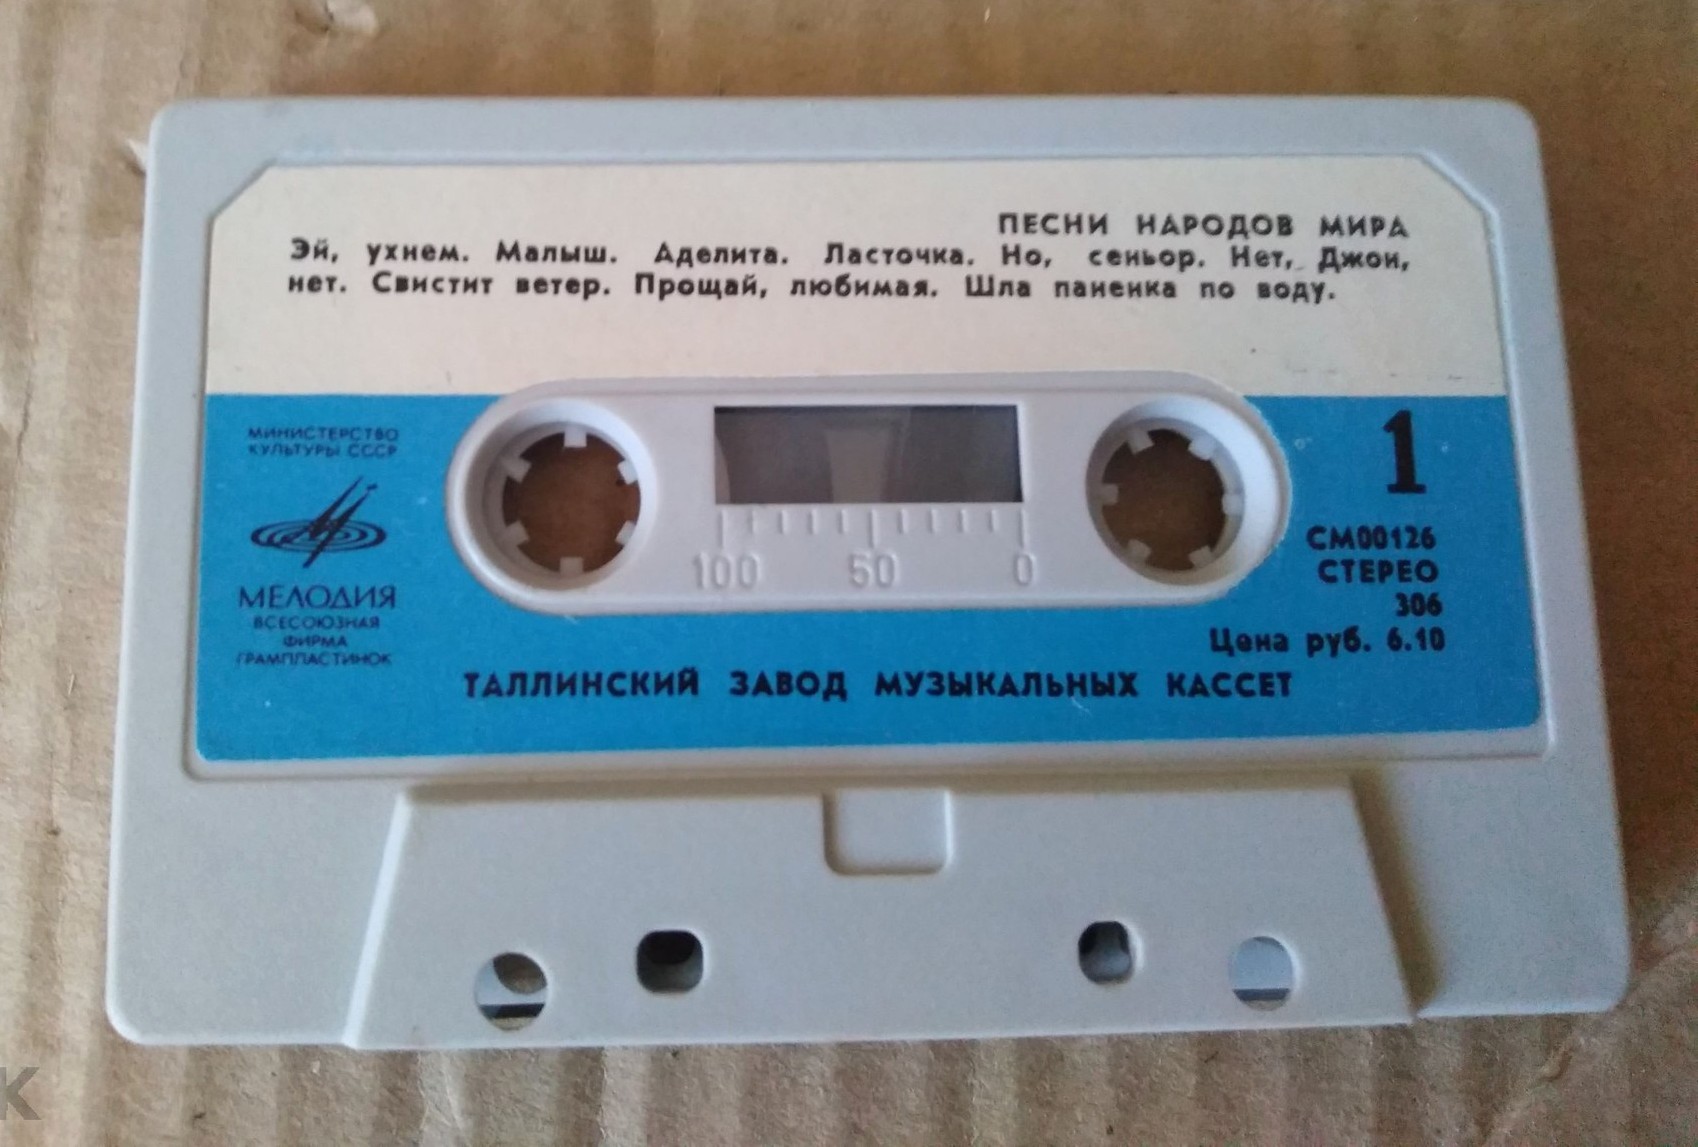 ПЕСНИ НАРОДОВ МИРА
Эй, ухнем. Малыш. Аделита. Ласточка. Но, сеньор. Нет, Джон,
нет. Свистит ветер. Прощай, любимая. Шла паненка по воду.
МИНИСТЕРСТВО
КУЛЬТУРЫ СССР
МЕЛОДИЯ
ВСЕСОЮЗНАЯ
ФИРМА
ГРАМПЛАСТИНОК
100 50 0
1
СМ00126
СТЕРЕО
306
Цена руб. 6.10
ТАЛЛИНСКИЙ ЗАВОД МУЗЫКАЛЬНЫХ КАССЕТ
К